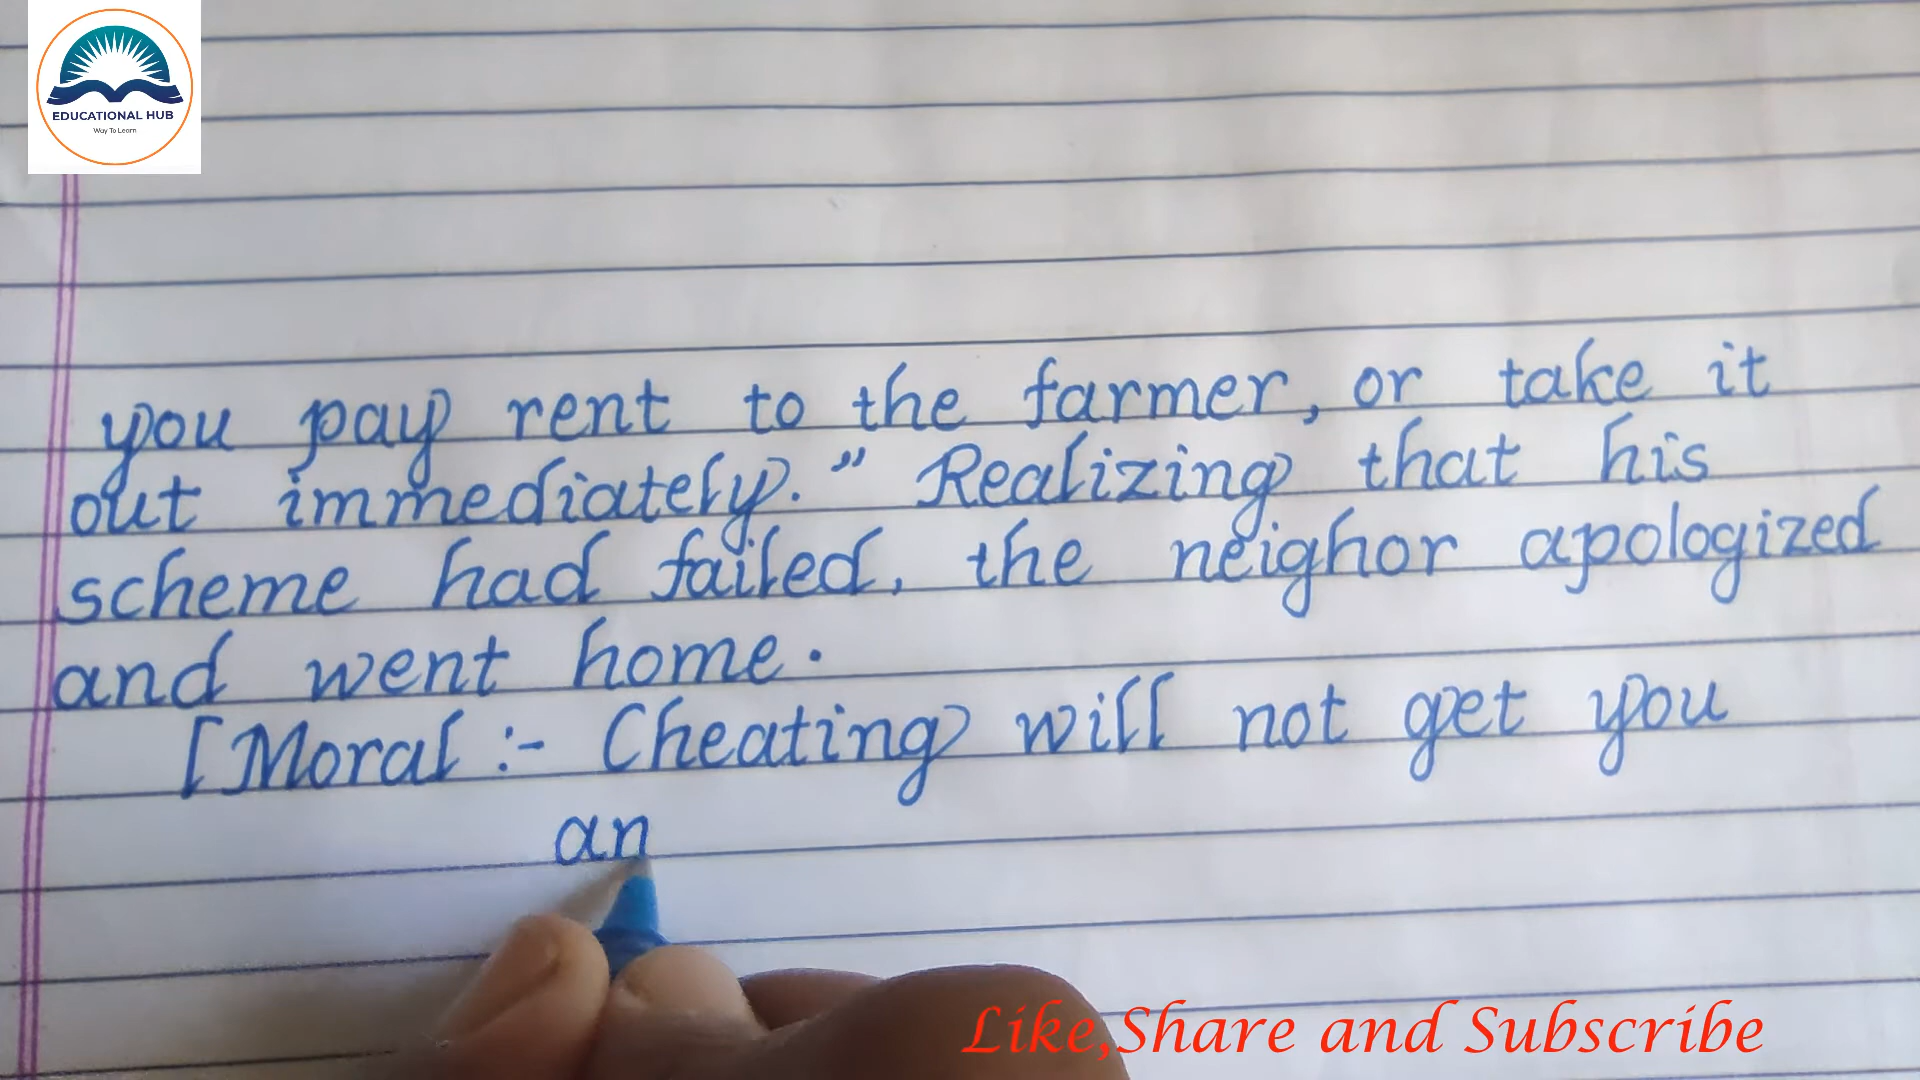 EDUCATIONAL HUB
Way To Learn
you pay rent to the farmer, or take it
out immediately." Realizing that his
scheme had failed, the neighor apologized
and went home.
[Moral :- Cheating will not get you
an
Like,Share and Subscribe